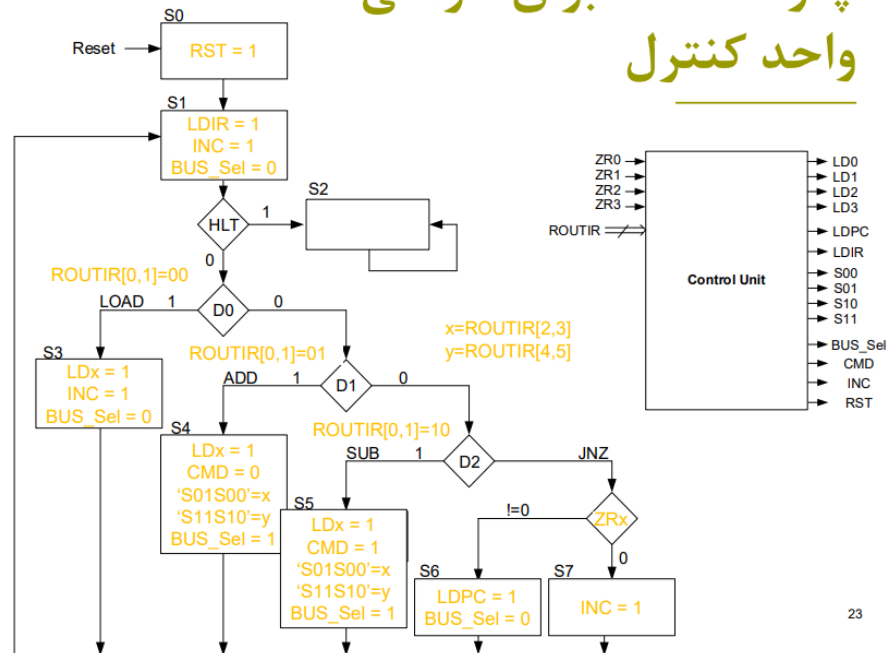 واحد کنترل
S0
Reset
RST = 1
S1
LDIR = 1
INC = 1
BUS_Sel = 0
S2
HLT
1
0
ROUTIR[0,1]=00
LOAD
1
D0
0
S3
LDx = 1
INC = 1
BUS_Sel = 0
ROUTIR[0,1]=01
ADD
1
D1
0
x=ROUTIR[2,3]
y=ROUTIR[4,5]
S4
LDx = 1
CMD = 0
‘S01S00’=x
‘S11S10’=y
BUS_Sel = 1
ROUTIR[0,1]=10
SUB
1
D2
JNZ
S5
LDx = 1
CMD = 1
‘S01S00’=x
‘S11S10’=y
BUS_Sel = 1
!=0
ZRx
0
S6
LDPC = 1
BUS_Sel = 0
S7
INC = 1
ZR0
ZR1
ZR2
ZR3
ROUTIR
Control Unit
LD0
LD1
LD2
LD3
LDPC
LDIR
S00
S01
S10
S11
BUS_Sel
CMD
INC
RST
23